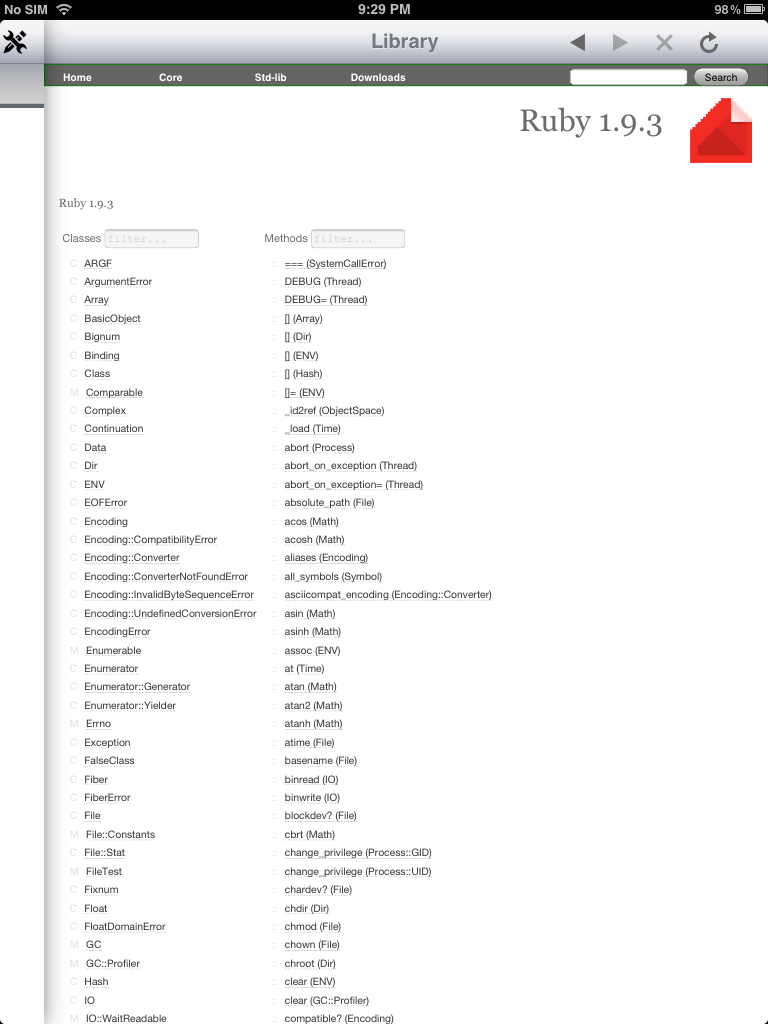 No SIM 9:29 PM 98%
Library
Home Core Std-lib Downloads Search
Ruby 1.9.3
Ruby 1.9.3
Classes filter... Methods filter...
C ARGF :: === (SystemCallError)
C ArgumentError :: DEBUG (Thread)
C Array :: DEBUG= (Thread)
C BasicObject :: [] (Array)
C Bignum :: [] (Dir)
C Binding :: [] (ENV)
C Class :: [] (Hash)
M Comparable :: []= (ENV)
C Complex :: _id2ref (ObjectSpace)
C Continuation :: _load (Time)
C Data :: abort (Process)
C Dir :: abort_on_exception (Thread)
C ENV :: abort_on_exception= (Thread)
C EOFError :: absolute_path (File)
C Encoding :: acos (Math)
C Encoding::CompatibilityError :: acosh (Math)
C Encoding::Converter :: aliases (Encoding)
C Encoding::ConverterNotFoundError :: all_symbols (Symbol)
C Encoding::InvalidByteSequenceError :: asciicompat_encoding (Encoding::Converter)
C Encoding::UndefinedConversionError :: asin (Math)
C EncodingError :: asinh (Math)
M Enumerable :: assoc (ENV)
C Enumerator :: at (Time)
C Enumerator::Generator :: atan (Math)
C Enumerator::Yielder :: atan2 (Math)
M Errno :: atanh (Math)
C Exception :: atime (File)
C FalseClass :: basename (File)
C Fiber :: binread (IO)
C FiberError :: binwrite (IO)
C File :: blockdev? (File)
M File::Constants :: cbrt (Math)
C File::Stat :: change_privilege (Process::GID)
M FileTest :: change_privilege (Process::UID)
C Fixnum :: chardev? (File)
C Float :: chdir (Dir)
C FloatDomainError :: chmod (File)
M GC :: chown (File)
M GC::Profiler :: chroot (Dir)
C Hash :: clear (ENV)
C IO :: clear (GC::Profiler)
M IO::WaitReadable :: compatible? (Encoding)